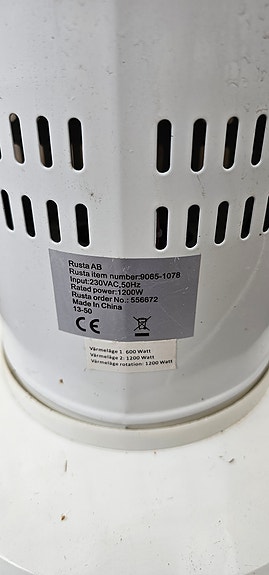 Rusta AB
Rusta item number:9065-1078
Input:230VAC,50Hz
Rated power:1200W
Rusta order No.: 556672
Made In China
13-50
CE
Värmeläge 1: 600 Watt
Värmeläge 2: 1200 Watt
Värmeläge rotation: 1200 Watt